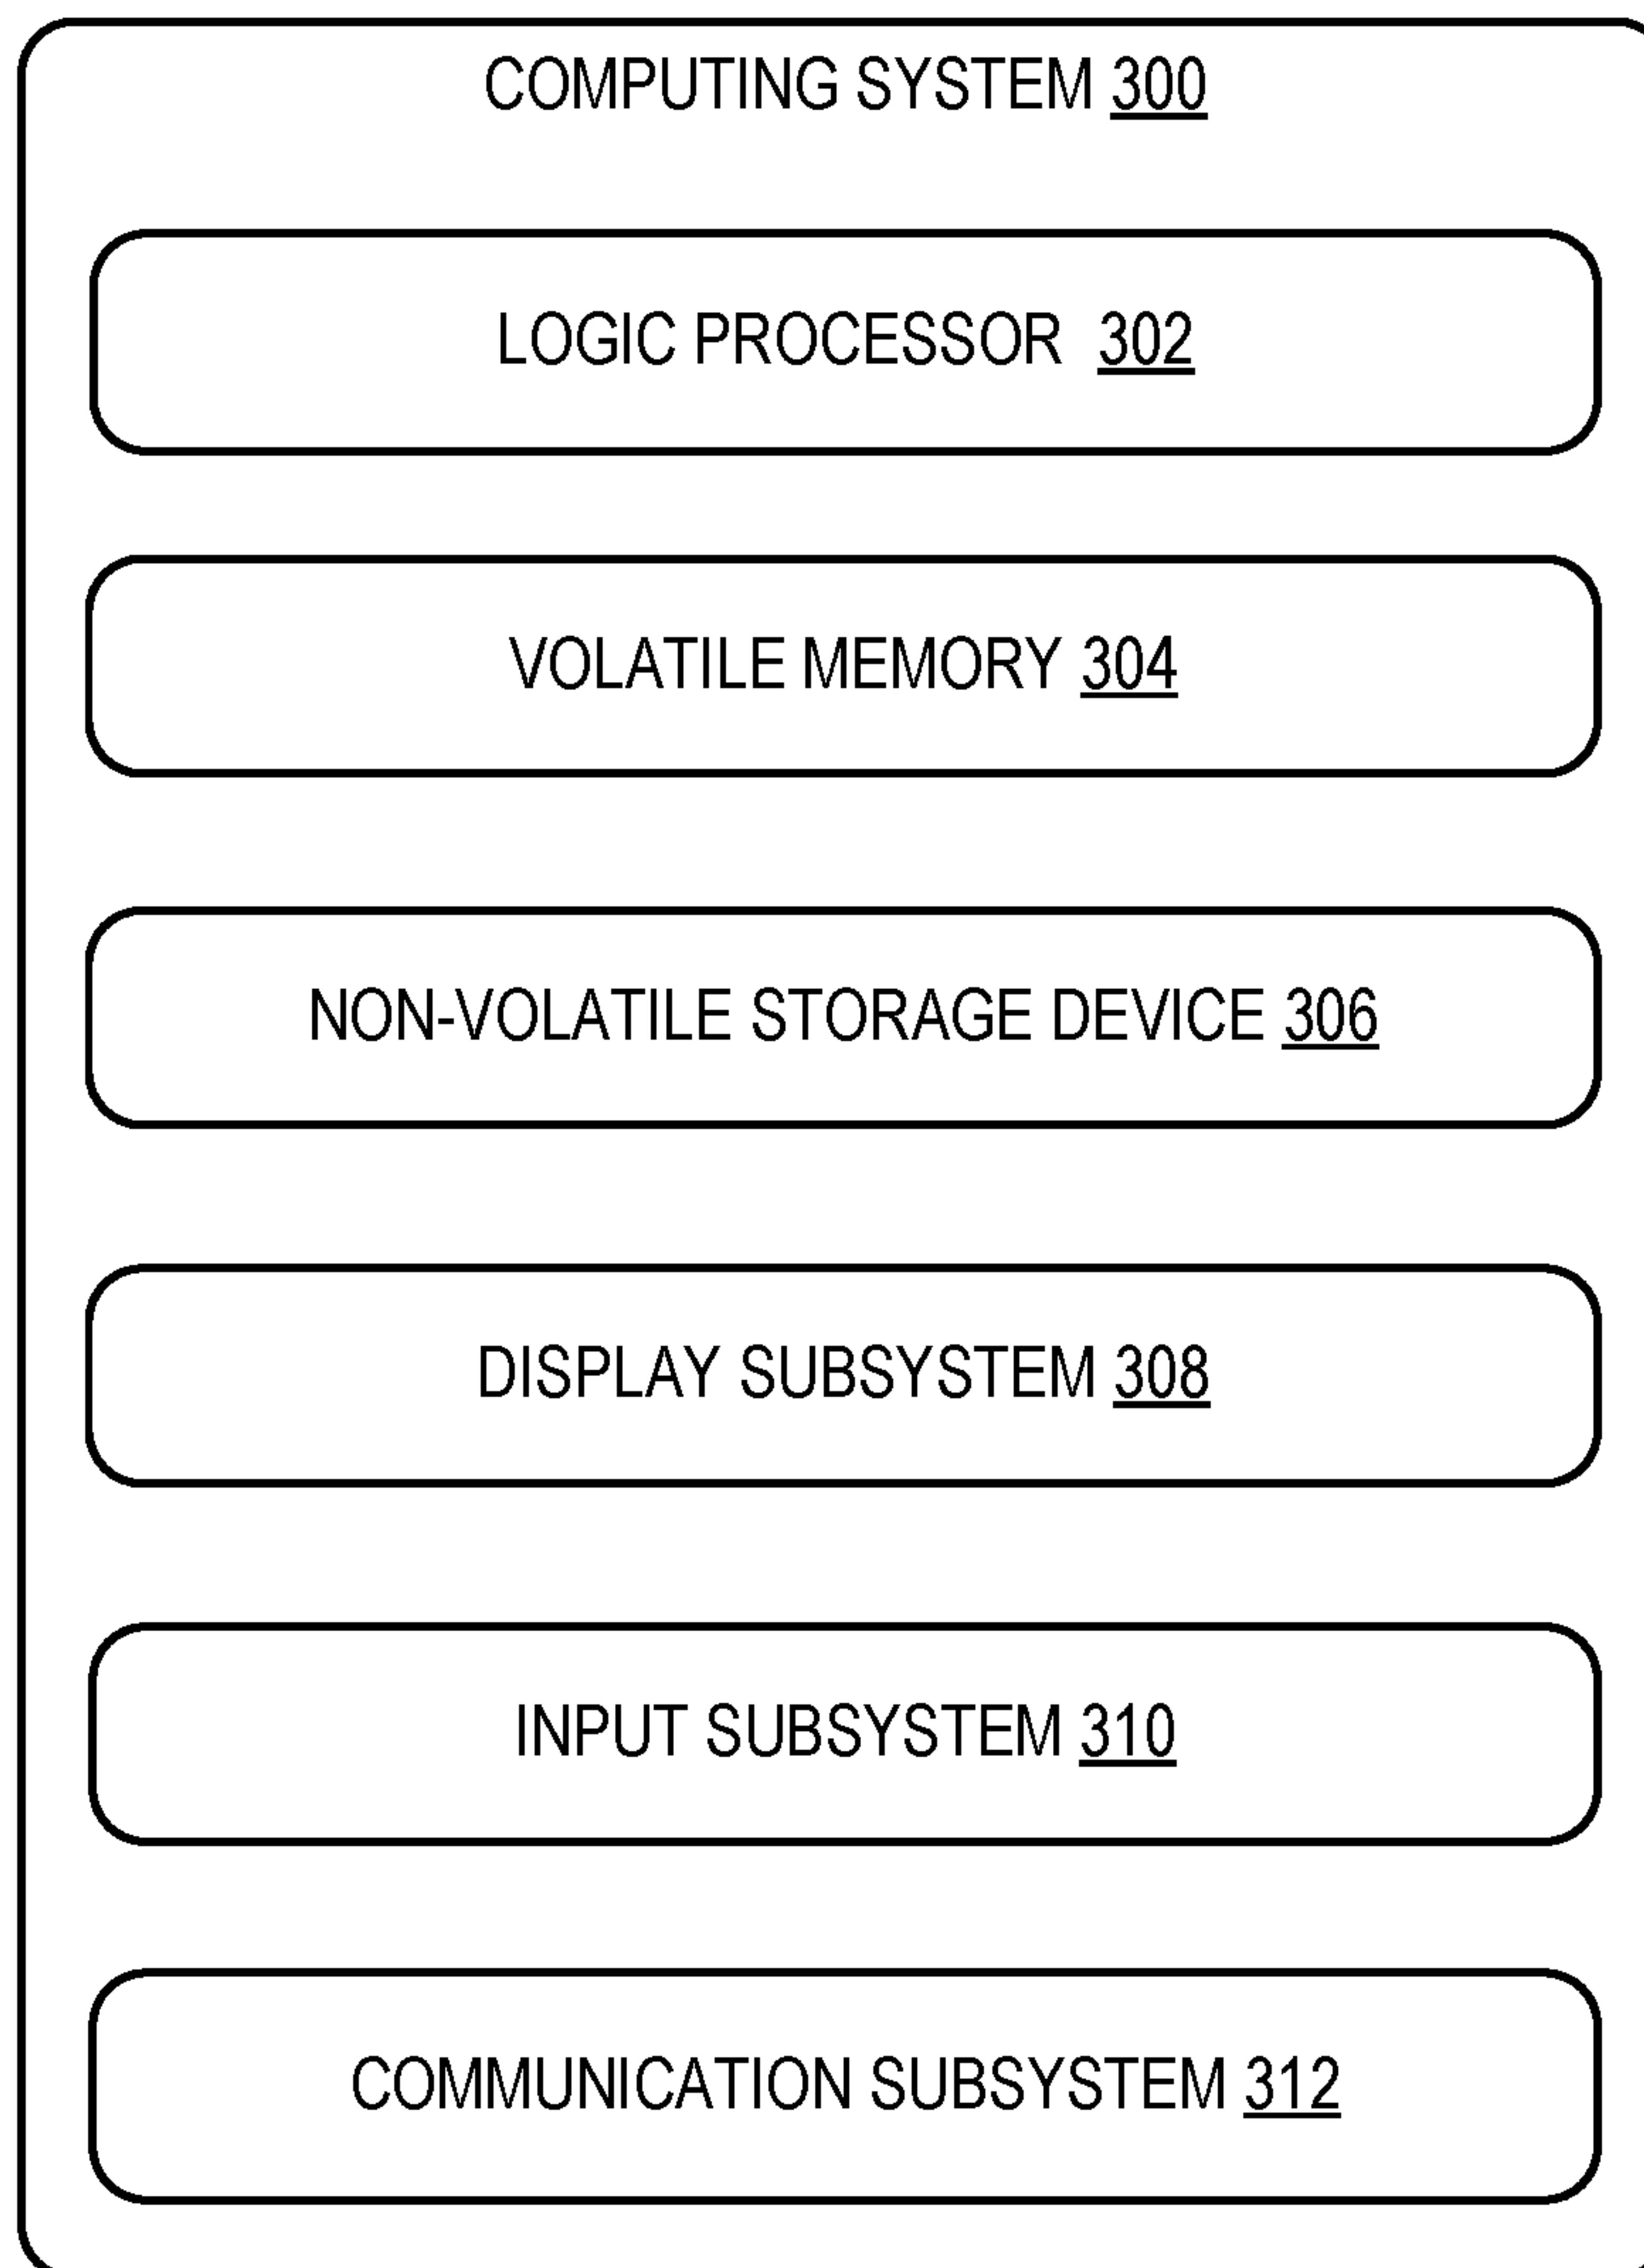 COMPUTING SYSTEM 300
LOGIC PROCESSOR 302
VOLATILE MEMORY 304
NON-VOLATILE STORAGE DEVICE 306
DISPLAY SUBSYSTEM 308
INPUT SUBSYSTEM 310
COMMUNICATION SUBSYSTEM 312